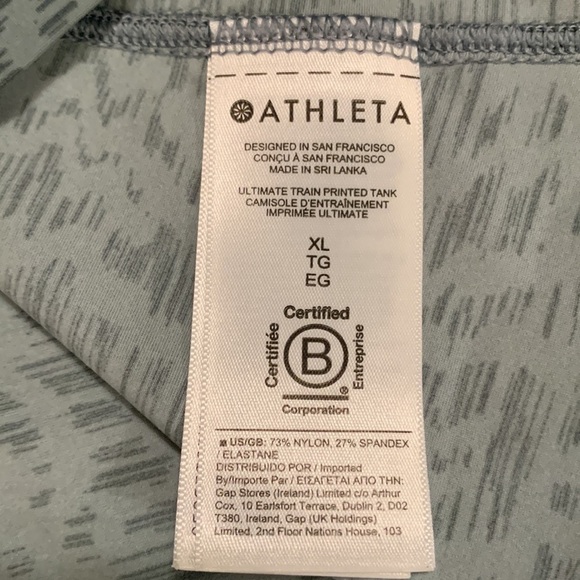 ATHLETA
DESIGNED IN SAN FRANCISCO
CONÇU À SAN FRANCISCO
MADE IN SRI LANKA
ULTIMATE TRAIN PRINTED TANK
CAMISOLE D'ENTRAÎNEMENT
IMPRIMÉE ULTIMATE
XL
TG
EG
Certified
Certifiée
B
®
Entreprise
Corporation
US/GB: 73% NYLON, 27% SPANDEX
/ ELASTANE
DISTRIBUIDO POR / Imported
By/Importe Par / ΕΙΣΑΓΕΤΑΙ ΑΠΟ ΤΗΝ:
Gap Stores (Ireland) Limited c/o Arthur
Cox, 10 Earlsfort Terrace, Dublin 2, D02
T380, Ireland, Gap (UK Holdings)
Limited, 2nd Floor Nations House, 103